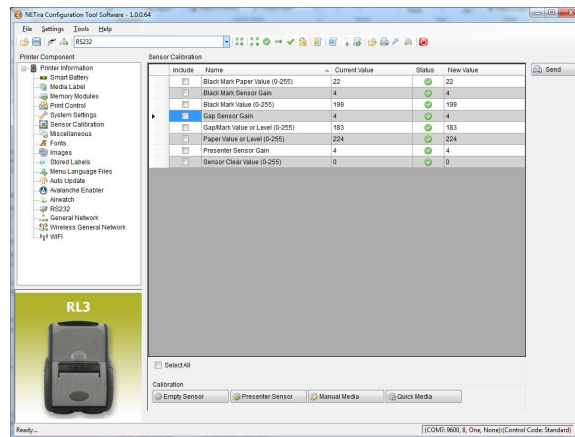 NETira Configuration Tool Software - 1.0.0.64
File Settings Tools Help
RS232
Printer Component
Printer Information
Smart Battery
Media Label
Memory Modules
Print Control
System Settings
Sensor Calibration
Miscellaneous
Fonts
Images
Stored Labels
Menu Language Files
Auto Update
Avalanche Enabler
Airwatch
RS232
General Network
Wireless General Network
WIFI
RL3
Sensor Calibration
Include Name Current Value Status New Value
Black Mark Paper Value (0-255) 22 22
Black Mark Sensor Gain 4 4
Black Mark Value (0-255) 199 199
Gap Sensor Gain 4 4
Gap/Mark Value or Level (0-255) 183 183
Paper Value or Level (0-255) 224 224
Presenter Sensor Gain 4 4
Sensor Clear Value (0-255) 0 0
Send
Select All
Calibration
Empty Sensor Presenter Sensor Manual Media Quick Media
Ready... (COM7: 9600, 8, One, None):(Control Code: Standard)